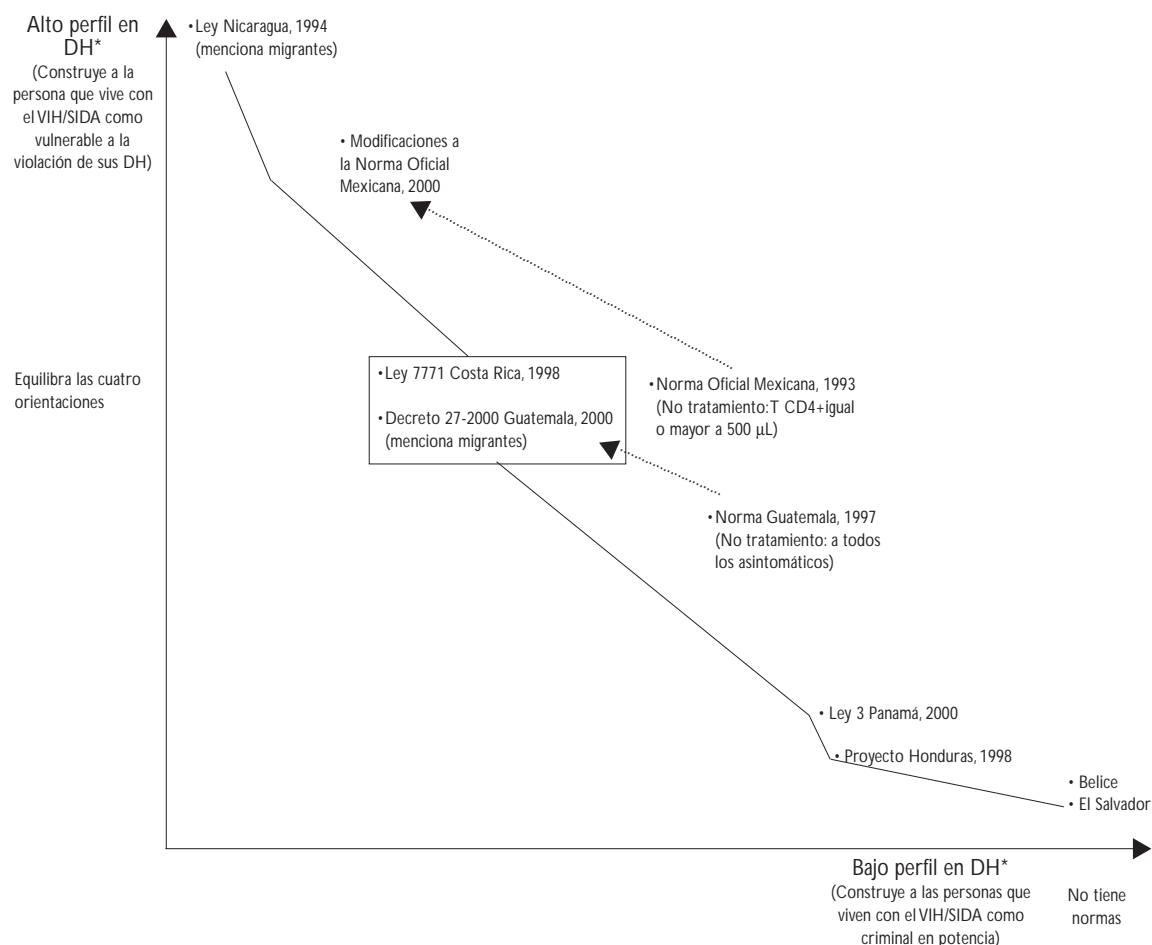 Alto perfil en
DH*
(Construye a la
persona que vive con
el VIH/SIDA como
vulnerable a la
violación de sus DH)
• Ley Nicaragua, 1994
(menciona migrantes)
• Modificaciones a
la Norma Oficial
Mexicana, 2000
Equilibra las cuatro
orientaciones
• Ley 7771 Costa Rica, 1998
• Decreto 27-2000 Guatemala, 2000
(menciona migrantes)
• Norma Oficial Mexicana, 1993
(No tratamiento: T CD4+igual
o mayor a 500 µL)
• Norma Guatemala, 1997
(No tratamiento: a todos
los asintomáticos)
• Ley 3 Panamá, 2000
• Proyecto Honduras, 1998
• Belice
• El Salvador
Bajo perfil en DH*
(Construye a las personas que
viven con el VIH/SIDA como
criminal en potencia)
No tiene
normas